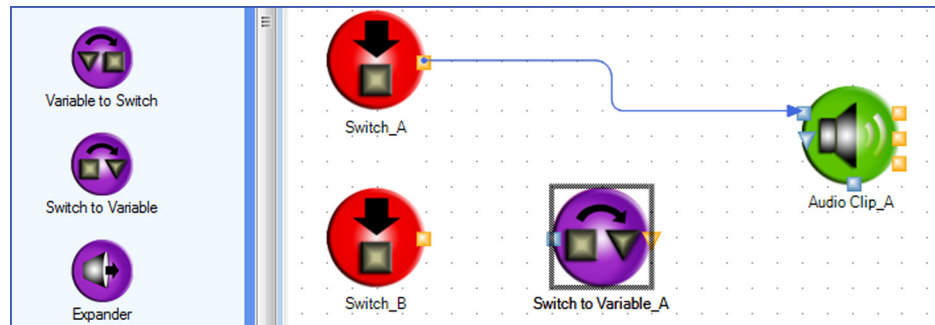 Variable to Switch
Switch to Variable
Expander
Switch_A
Audio Clip_A
Switch_B
Switch to Variable_A